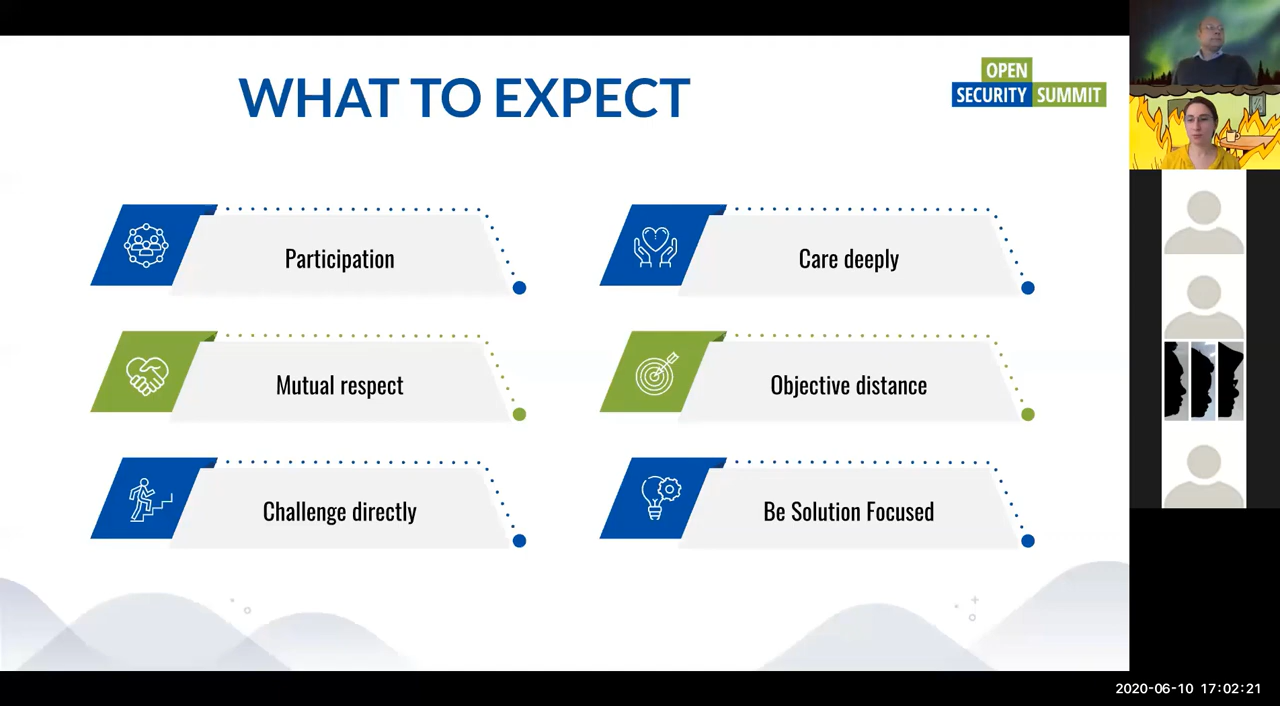 WHAT TO EXPECT
OPEN
SECURITY SUMMIT
Participation
Care deeply
Mutual respect
Objective distance
Challenge directly
Be Solution Focused
2020-06-10 17:02:21